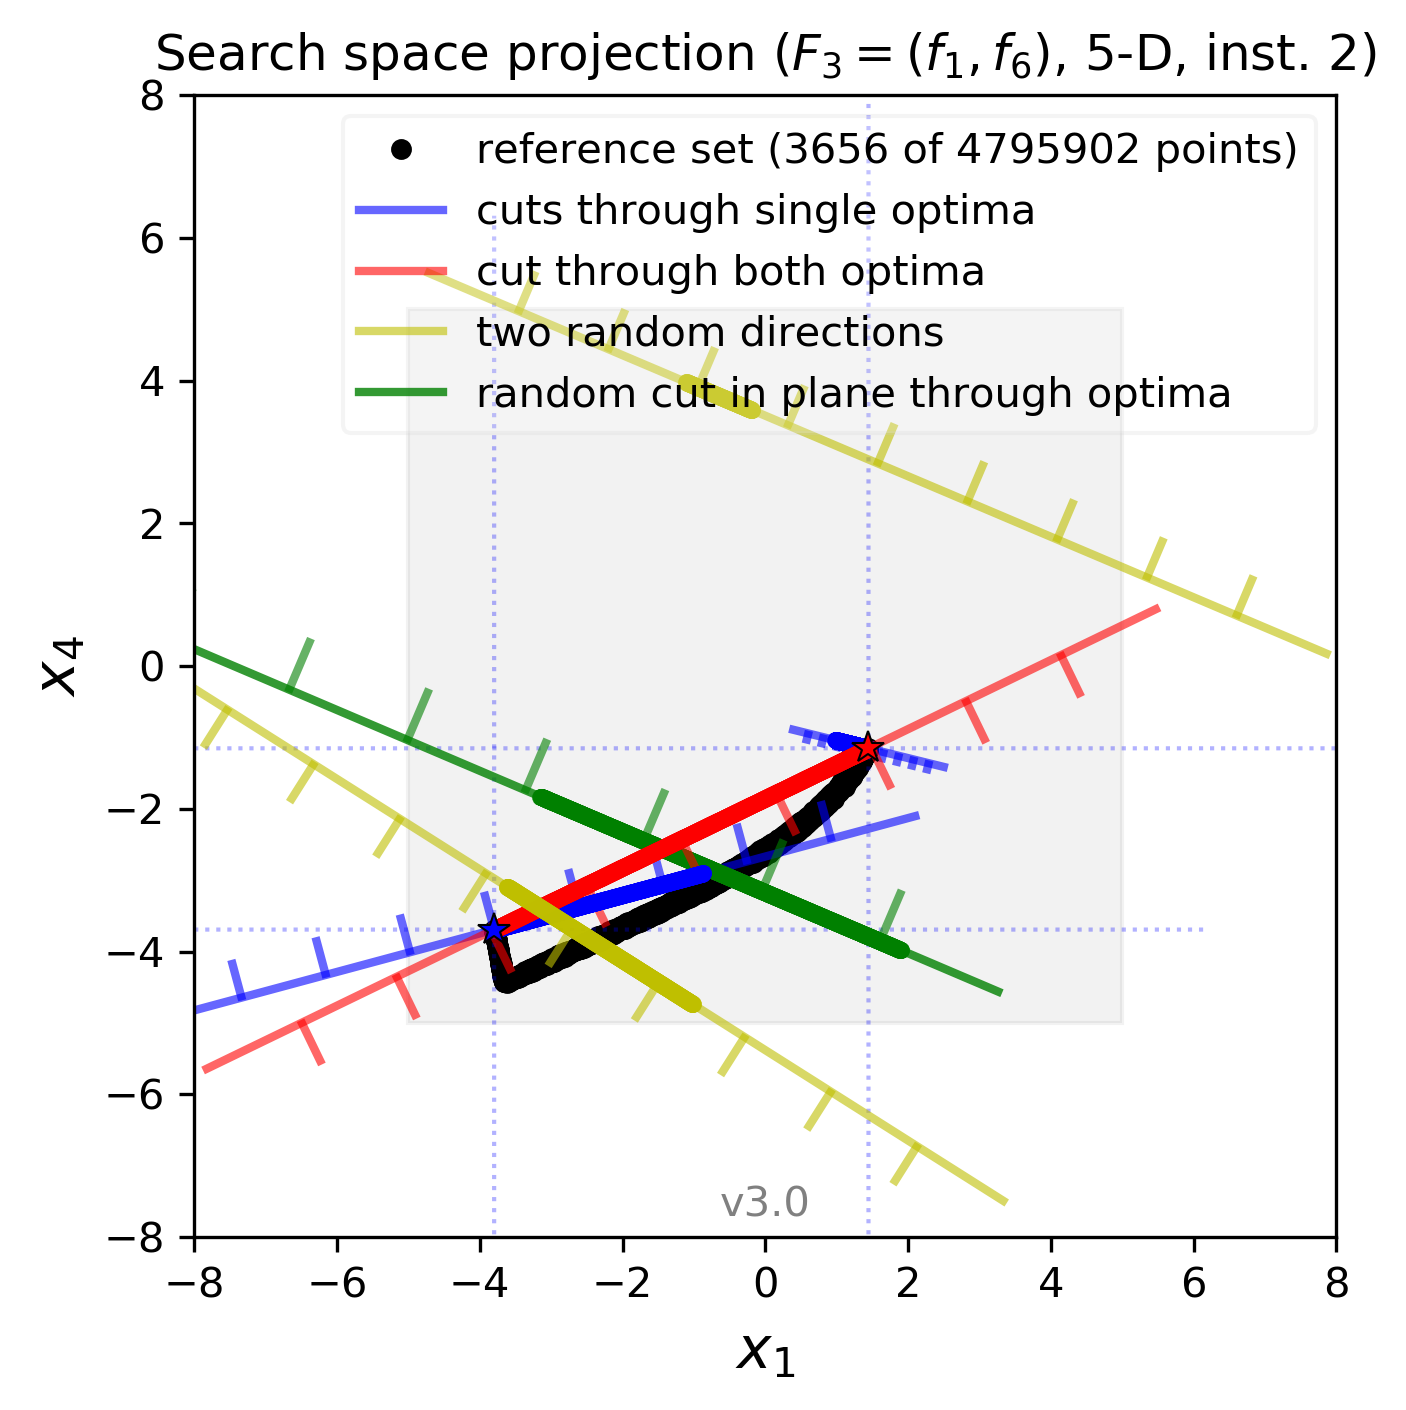 Search space projection (F₃ = (f₁, f₆), 5-D, inst. 2)
reference set (3656 of 4795902 points)
cuts through single optima
cut through both optima
two random directions
random cut in plane through optima
8
6
4
2
0
−2
−4
−6
−8
x₄
v3.0
−8 −6 −4 −2 0 2 4 6 8
x₁